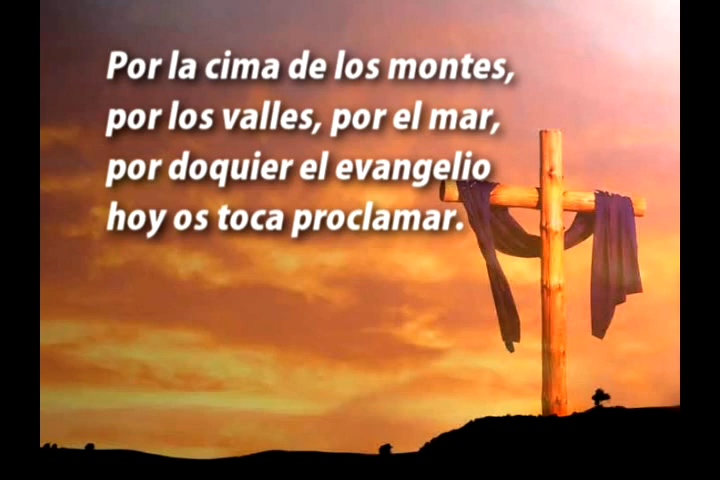 Por la cima de los montes,
por los valles, por el mar,
por doquier el evangelio
hoy os toca proclamar.